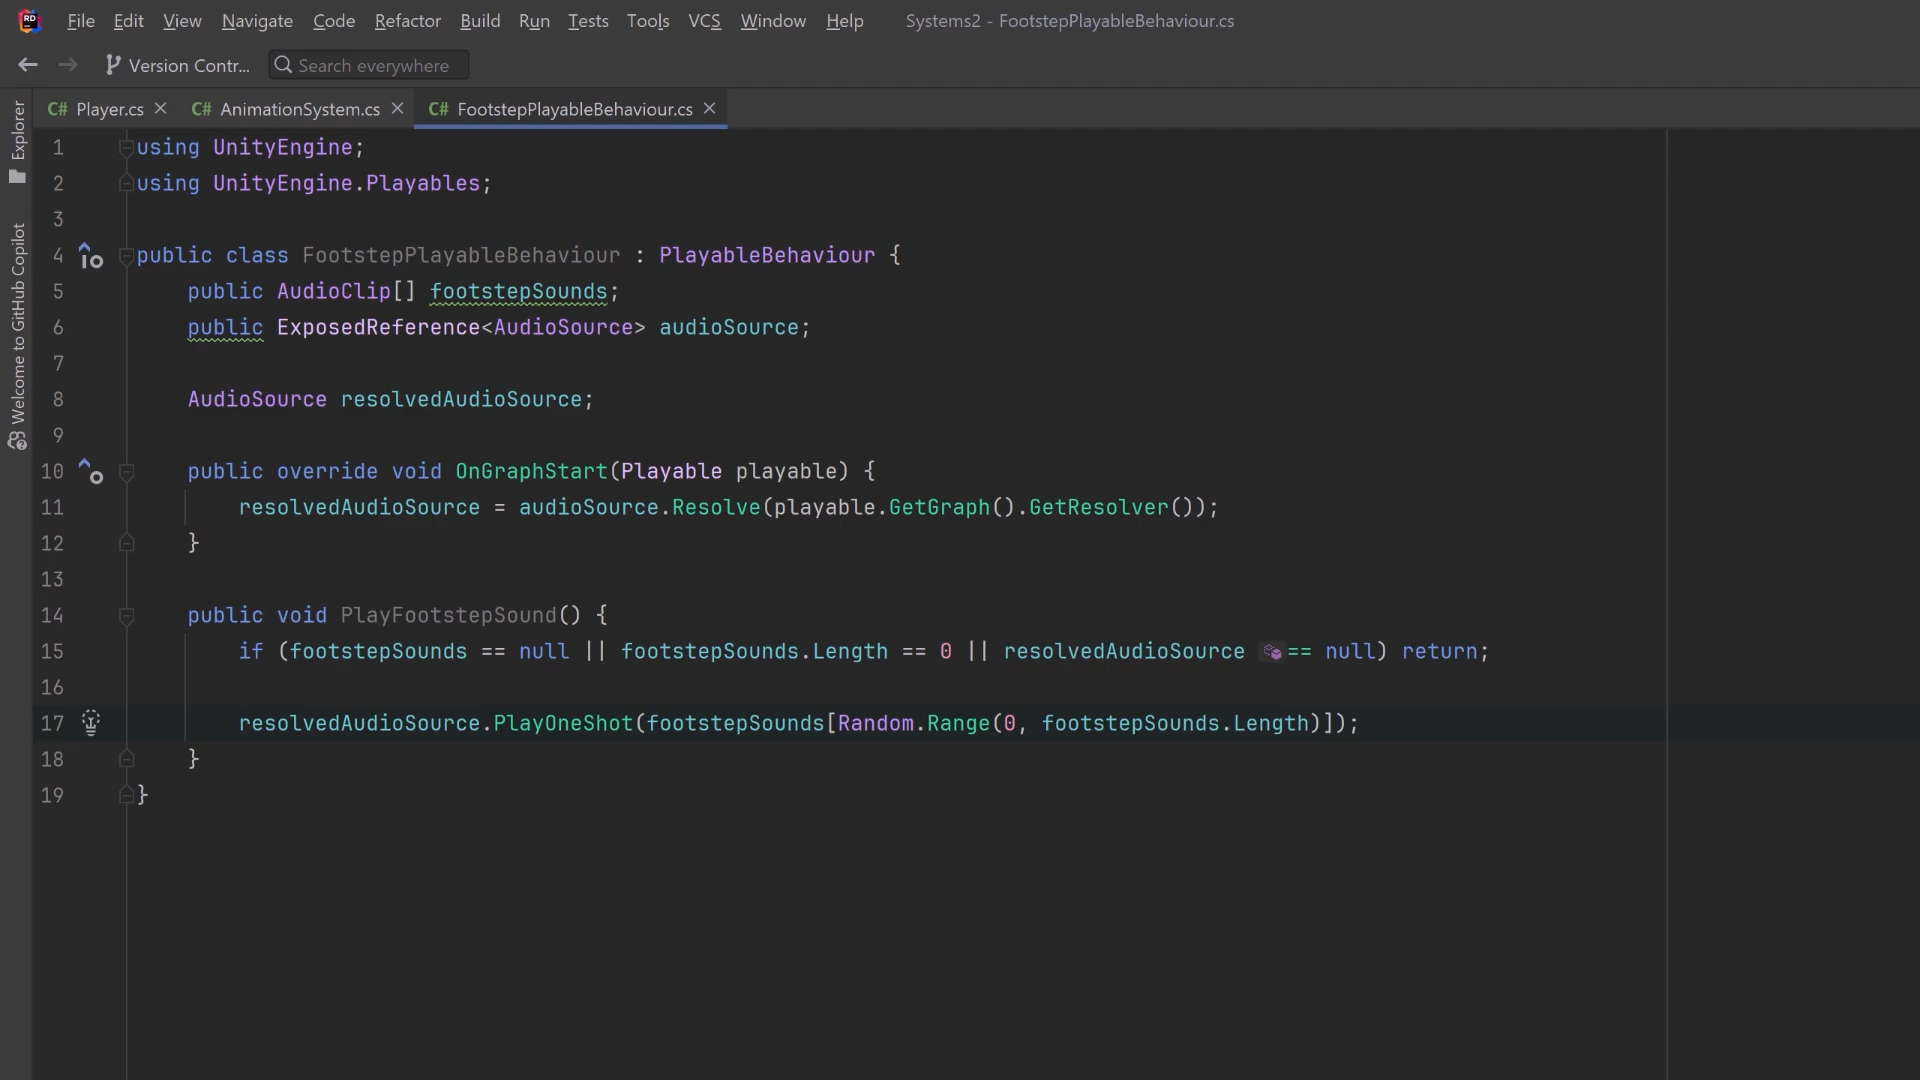 RD File Edit View Navigate Code Refactor Build Run Tests Tools VCS Window Help Systems2 - FootstepPlayableBehaviour.cs
Version Contr... Search everywhere
C# Player.cs C# AnimationSystem.cs C# FootstepPlayableBehaviour.cs
Explorer
Welcome to GitHub Copilot
1 using UnityEngine;
2 using UnityEngine.Playables;
3
4 public class FootstepPlayableBehaviour : PlayableBehaviour {
5 public AudioClip[] footstepSounds;
6 public ExposedReference<AudioSource> audioSource;
7
8 AudioSource resolvedAudioSource;
9
10 public override void OnGraphStart(Playable playable) {
11 resolvedAudioSource = audioSource.Resolve(playable.GetGraph().GetResolver());
12 }
13
14 public void PlayFootstepSound() {
15 if (footstepSounds == null || footstepSounds.Length == 0 || resolvedAudioSource == null) return;
16
17 resolvedAudioSource.PlayOneShot(footstepSounds[Random.Range(0, footstepSounds.Length)]);
18 }
19 }